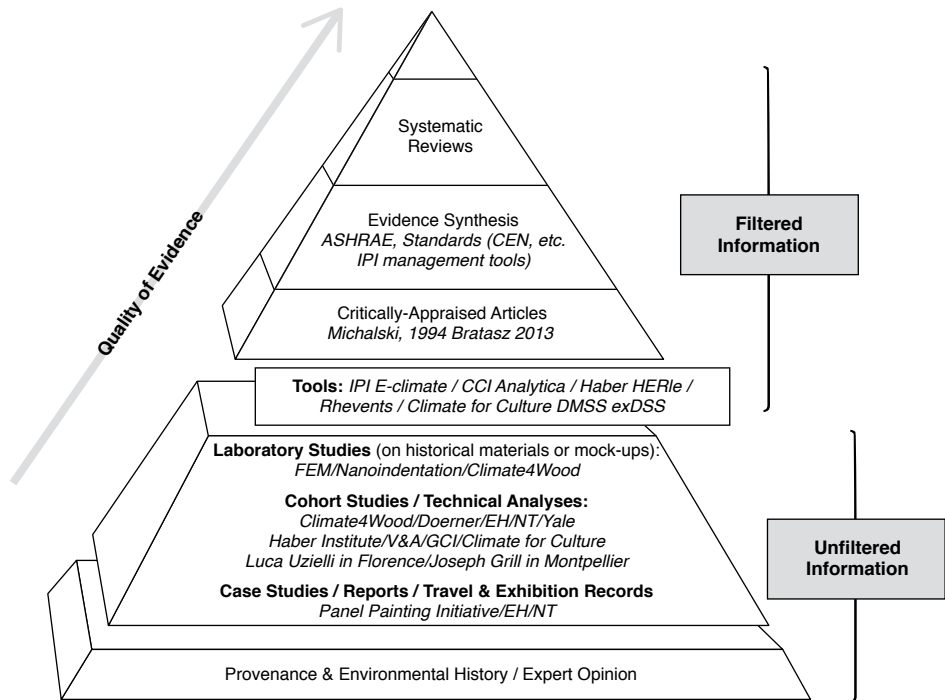 Systematic
Reviews
Evidence Synthesis
ASHRAE, Standards (CEN, etc.
IPI management tools)
Critically-Appraised Articles
Michalski, 1994 Bratasz 2013
Tools: IPI E-climate / CCI Analytica / Haber HERIe /
Rhevents / Climate for Culture DMSS exDSS
Laboratory Studies (on historical materials or mock-ups):
FEM/Nanoindentation/Climate4Wood
Cohort Studies / Technical Analyses:
Climate4Wood/Doerner/EH/NT/Yale
Haber Institute/V&A/GCI/Climate for Culture
Luca Uzielli in Florence/Joseph Grill in Montpellier
Case Studies / Reports / Travel & Exhibition Records
Panel Painting Initiative/EH/NT
Provenance & Environmental History / Expert Opinion
Quality of Evidence
Filtered
Information
Unfiltered
Information